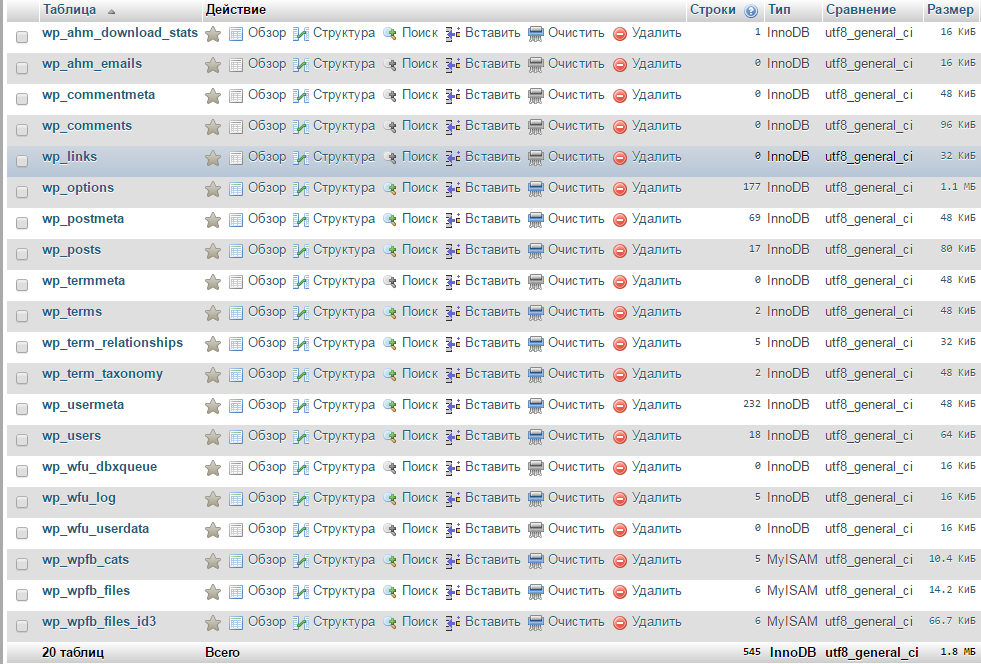 Таблица Действие Строки Тип Сравнение Размер
wp_ahm_download_stats Обзор Структура Поиск Вставить Очистить Удалить 1 InnoDB utf8_general_ci 16 КиБ
wp_ahm_emails Обзор Структура Поиск Вставить Очистить Удалить 0 InnoDB utf8_general_ci 16 КиБ
wp_commentmeta Обзор Структура Поиск Вставить Очистить Удалить 0 InnoDB utf8_general_ci 48 КиБ
wp_comments Обзор Структура Поиск Вставить Очистить Удалить 0 InnoDB utf8_general_ci 96 КиБ
wp_links Обзор Структура Поиск Вставить Очистить Удалить 0 InnoDB utf8_general_ci 32 КиБ
wp_options Обзор Структура Поиск Вставить Очистить Удалить 177 InnoDB utf8_general_ci 1.1 МБ
wp_postmeta Обзор Структура Поиск Вставить Очистить Удалить 69 InnoDB utf8_general_ci 48 КиБ
wp_posts Обзор Структура Поиск Вставить Очистить Удалить 17 InnoDB utf8_general_ci 80 КиБ
wp_termmeta Обзор Структура Поиск Вставить Очистить Удалить 0 InnoDB utf8_general_ci 48 КиБ
wp_terms Обзор Структура Поиск Вставить Очистить Удалить 2 InnoDB utf8_general_ci 48 КиБ
wp_term_relationships Обзор Структура Поиск Вставить Очистить Удалить 5 InnoDB utf8_general_ci 32 КиБ
wp_term_taxonomy Обзор Структура Поиск Вставить Очистить Удалить 2 InnoDB utf8_general_ci 48 КиБ
wp_usermeta Обзор Структура Поиск Вставить Очистить Удалить 232 InnoDB utf8_general_ci 48 КиБ
wp_users Обзор Структура Поиск Вставить Очистить Удалить 18 InnoDB utf8_general_ci 64 КиБ
wp_wfu_dbxqueue Обзор Структура Поиск Вставить Очистить Удалить 0 InnoDB utf8_general_ci 16 КиБ
wp_wfu_log Обзор Структура Поиск Вставить Очистить Удалить 5 InnoDB utf8_general_ci 16 КиБ
wp_wfu_userdata Обзор Структура Поиск Вставить Очистить Удалить 0 InnoDB utf8_general_ci 16 КиБ
wp_wpfb_cats Обзор Структура Поиск Вставить Очистить Удалить 5 MyISAM utf8_general_ci 10.4 КиБ
wp_wpfb_files Обзор Структура Поиск Вставить Очистить Удалить 6 MyISAM utf8_general_ci 14.2 КиБ
wp_wpfb_files_id3 Обзор Структура Поиск Вставить Очистить Удалить 6 MyISAM utf8_general_ci 66.7 КиБ
20 таблиц Всего 545 InnoDB utf8_general_ci 1.8 МБ